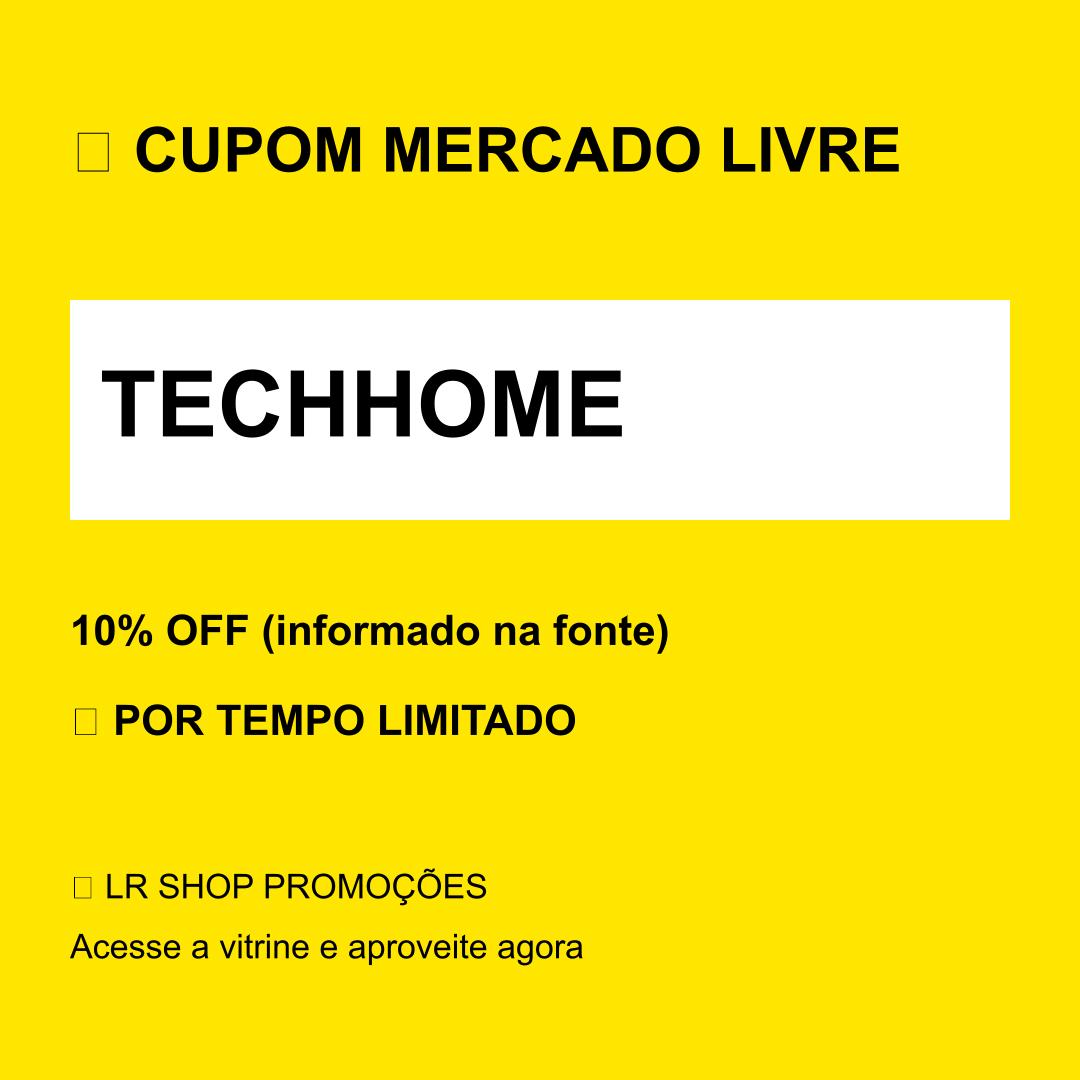 □ CUPOM MERCADO LIVRE
TECHHOME
10% OFF (informado na fonte)
□ POR TEMPO LIMITADO
□ LR SHOP PROMOÇÕES
Acesse a vitrine e aproveite agora